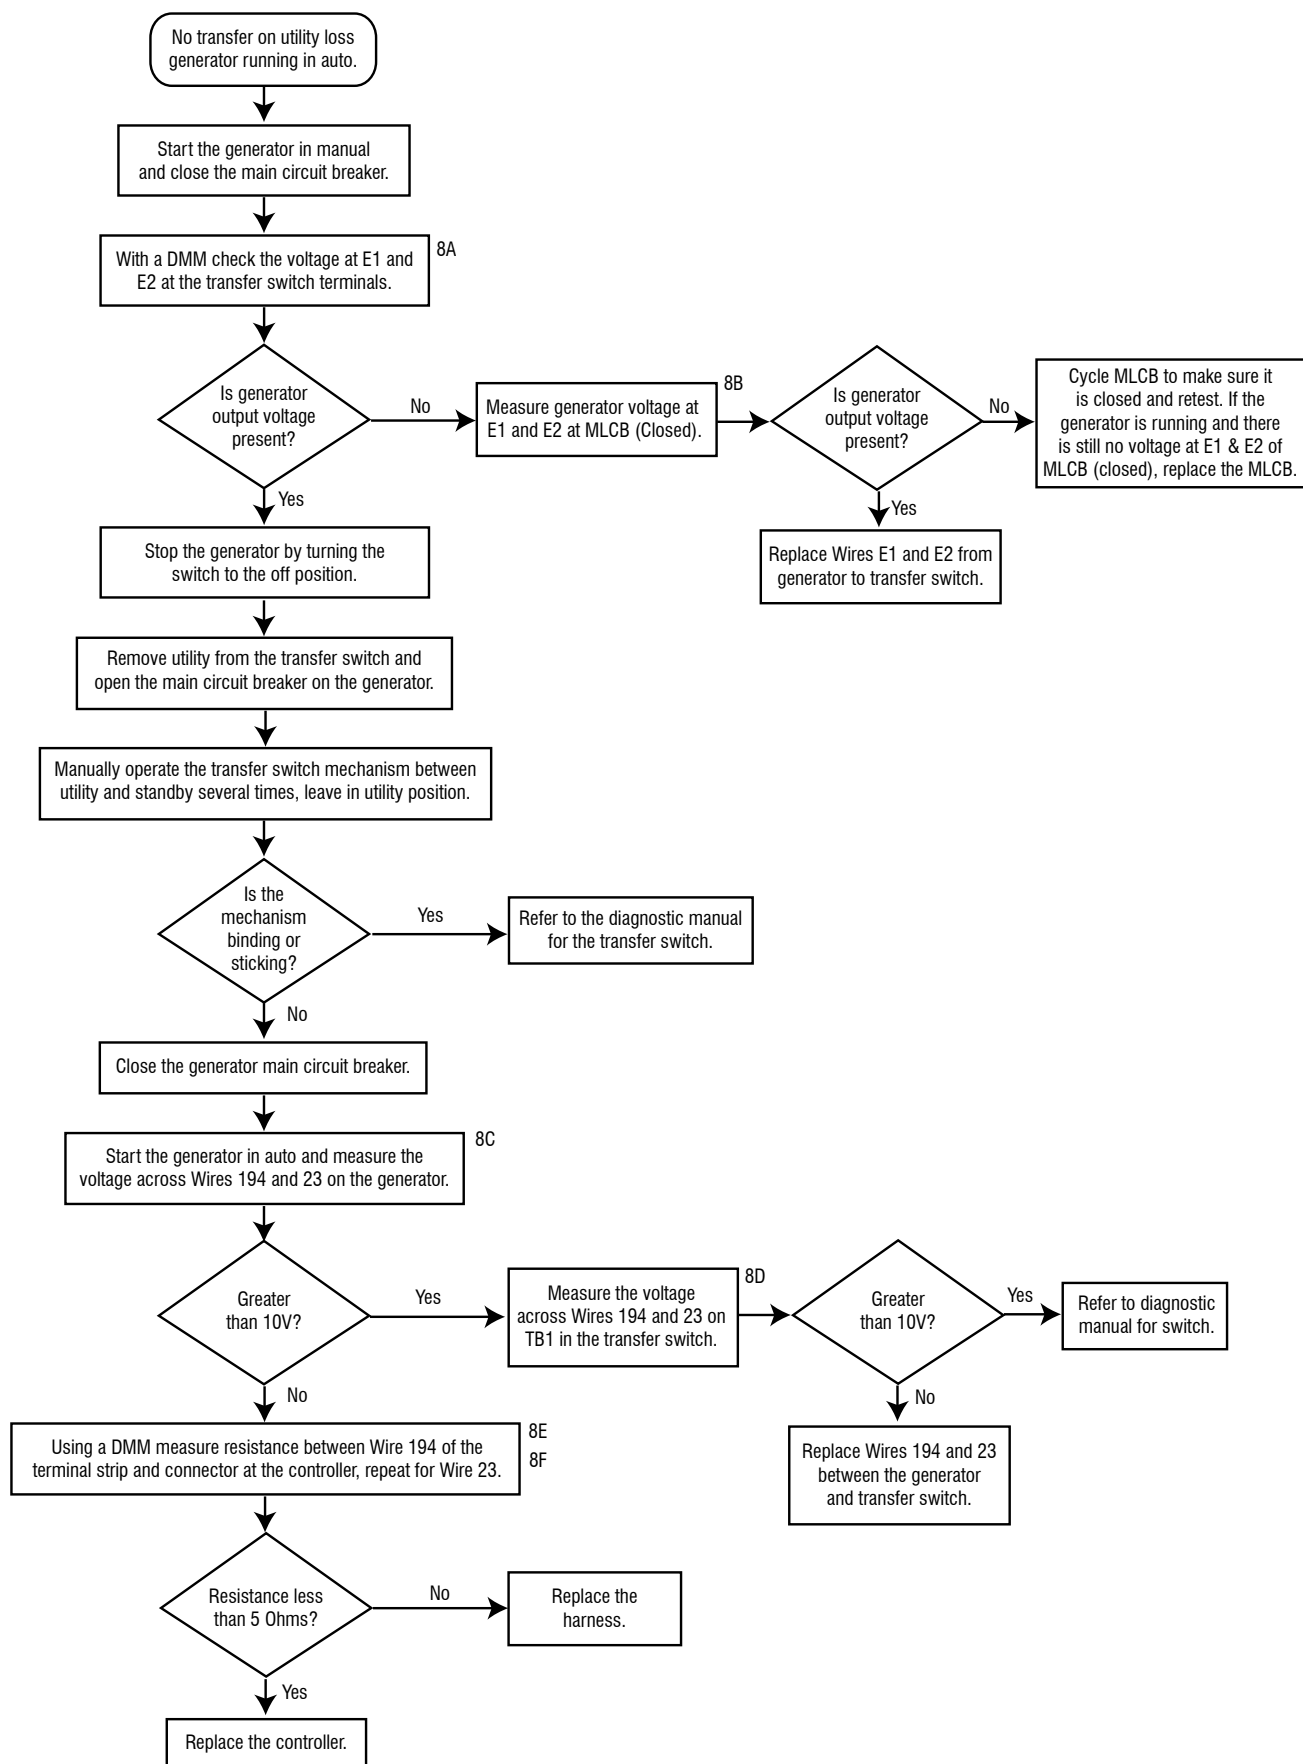 No transfer on utility loss
generator running in auto.
Start the generator in manual
and close the main circuit breaker.
With a DMM check the voltage at E1 and
E2 at the transfer switch terminals.
8A
Is generator
output voltage
present?
No
Measure generator voltage at
E1 and E2 at MLCB (Closed).
8B
Is generator
output voltage
present?
No
Cycle MLCB to make sure it
is closed and retest. If the
generator is running and there
is still no voltage at E1 & E2 of
MLCB (closed), replace the MLCB.
Yes
Replace Wires E1 and E2 from
generator to transfer switch.
Yes
Stop the generator by turning the
switch to the off position.
Remove utility from the transfer switch and
open the main circuit breaker on the generator.
Manually operate the transfer switch mechanism between
utility and standby several times, leave in utility position.
Is the
mechanism
binding or
sticking?
Yes
Refer to the diagnostic manual
for the transfer switch.
No
Close the generator main circuit breaker.
Start the generator in auto and measure the
voltage across Wires 194 and 23 on the generator.
8C
Greater
than 10V?
Yes
Measure the voltage
across Wires 194 and 23 on
TB1 in the transfer switch.
8D
Greater
than 10V?
Yes
Refer to diagnostic
manual for switch.
No
Replace Wires 194 and 23
between the generator
and transfer switch.
No
Using a DMM measure resistance between Wire 194 of the
terminal strip and connector at the controller, repeat for Wire 23.
8E
8F
Resistance less
than 5 Ohms?
No
Replace the
harness.
Yes
Replace the controller.